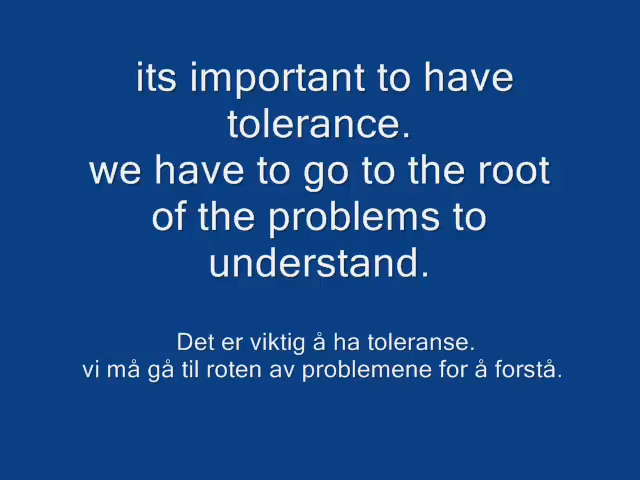 its important to have
tolerance.
we have to go to the root
of the problems to
understand.
Det er viktig å ha toleranse.
vi må gå til roten av problemene for å forstå.